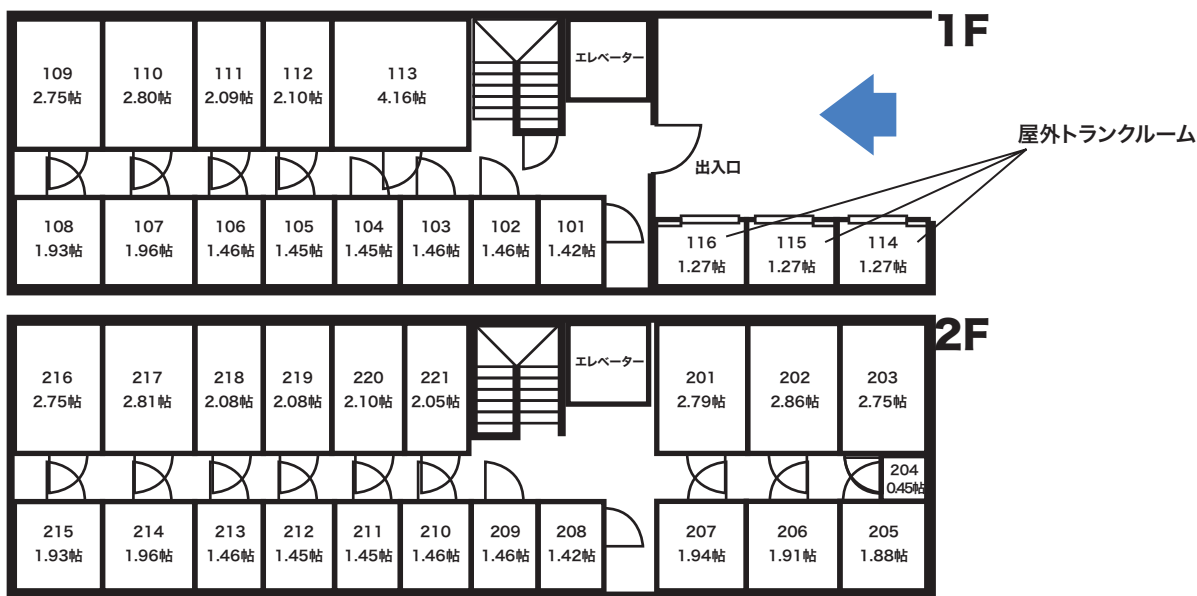 1F
109
2.75帖
110
2.80帖
111
2.09帖
112
2.10帖
113
4.16帖
エレベーター
屋外トランクルーム
出入口
108
1.93帖
107
1.96帖
106
1.46帖
105
1.45帖
104
1.45帖
103
1.46帖
102
1.46帖
101
1.42帖
116
1.27帖
115
1.27帖
114
1.27帖
2F
216
2.75帖
217
2.81帖
218
2.08帖
219
2.08帖
220
2.10帖
221
2.05帖
エレベーター
201
2.79帖
202
2.86帖
203
2.75帖
204
0.45帖
215
1.93帖
214
1.96帖
213
1.46帖
212
1.45帖
211
1.45帖
210
1.46帖
209
1.46帖
208
1.42帖
207
1.94帖
206
1.91帖
205
1.88帖